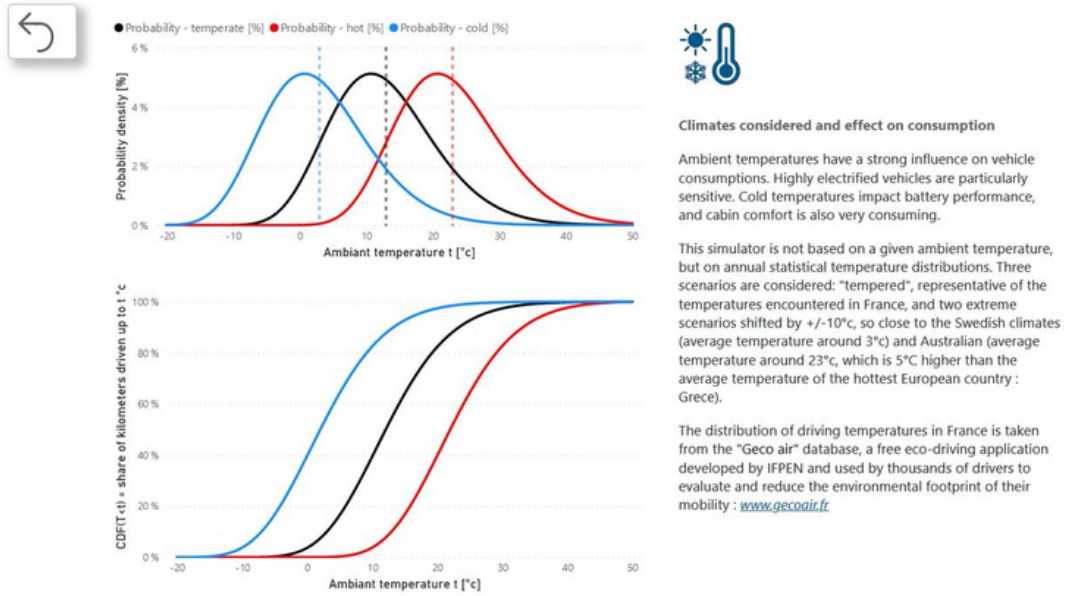 Probability - temperate [%] Probability - hot [%] Probability - cold [%]
Probability density [%]
6 %
4 %
2 %
0 %
-20 -10 0 10 20 30 40 50
Ambiant temperature t [°c]
CDF(T<t) = share of kilometers driven up to t °c
100 %
80 %
60 %
40 %
20 %
0 %
-20 -10 0 10 20 30 40 50
Ambiant temperature t [°c]
Climates considered and effect on consumption
Ambient temperatures have a strong influence on vehicle
consumptions. Highly electrified vehicles are particularly
sensitive. Cold temperatures impact battery performance,
and cabin comfort is also very consuming.
This simulator is not based on a given ambient temperature,
but on annual statistical temperature distributions. Three
scenarios are considered: "tempered", representative of the
temperatures encountered in France, and two extreme
scenarios shifted by +/-10°c, so close to the Swedish climates
(average temperature around 3°c) and Australian (average
temperature around 23°c, which is 5°C higher than the
average temperature of the hottest European country :
Grece).
The distribution of driving temperatures in France is taken
from the "Geco air" database, a free eco-driving application
developed by IFPEN and used by thousands of drivers to
evaluate and reduce the environmental footprint of their
mobility : www.gecoair.fr